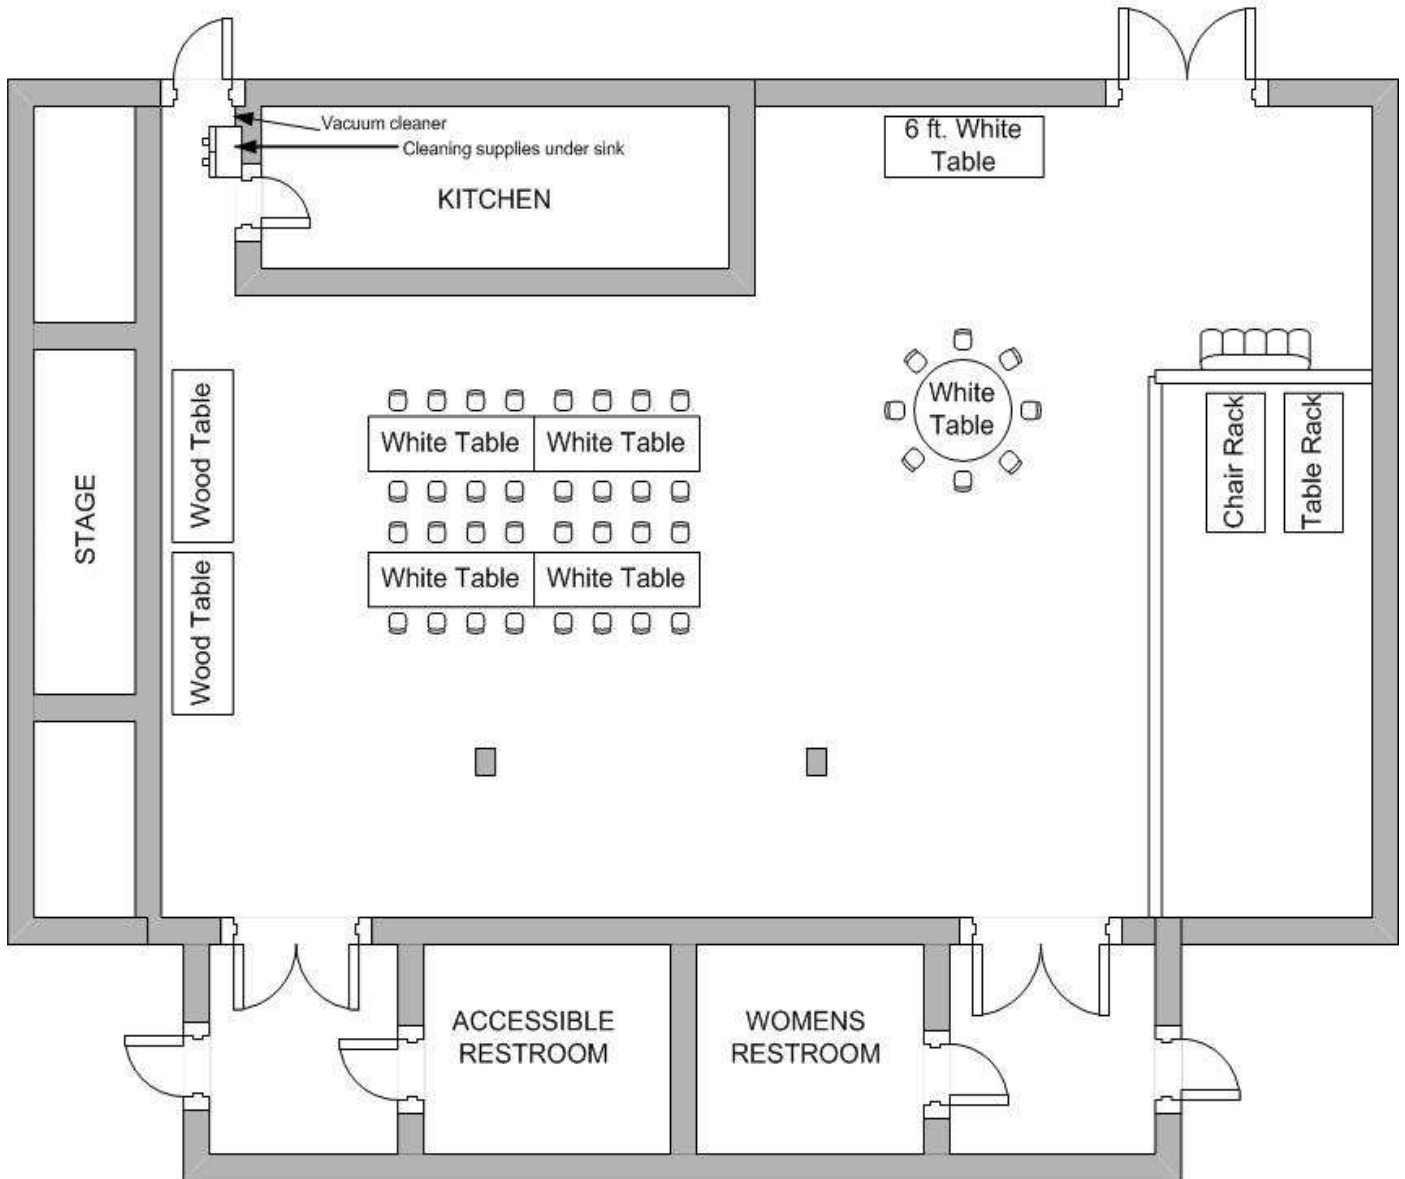 Vacuum cleaner
Cleaning supplies under sink
KITCHEN
6 ft. White
Table
STAGE
Wood Table
Wood Table
White Table
White Table
White Table
White Table
White
Table
Chair Rack
Table Rack
ACCESSIBLE
RESTROOM
WOMENS
RESTROOM